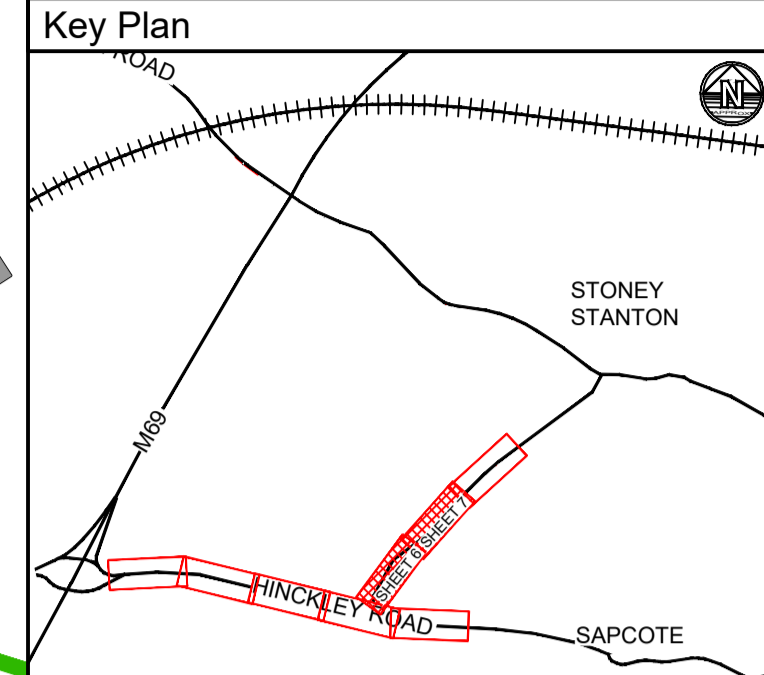 Key Plan
ROAD
N
APPROX
STONEY
STANTON
M69
SHEET 7
SHEET 6
HINCKLEY ROAD
SAPCOTE